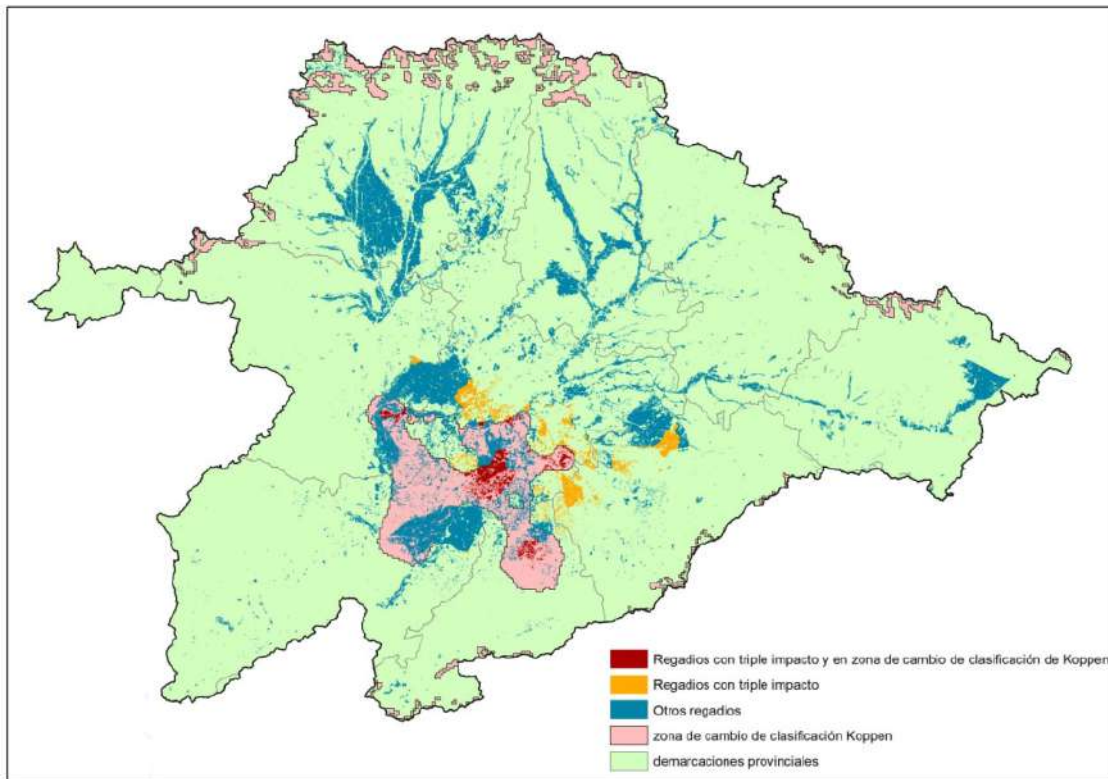 Regadios con triple impacto y en zona de cambio de clasificación de Koppen
Regadios con triple impacto
Otros regadios
zona de cambio de clasificación Koppen
demarcaciones provinciales